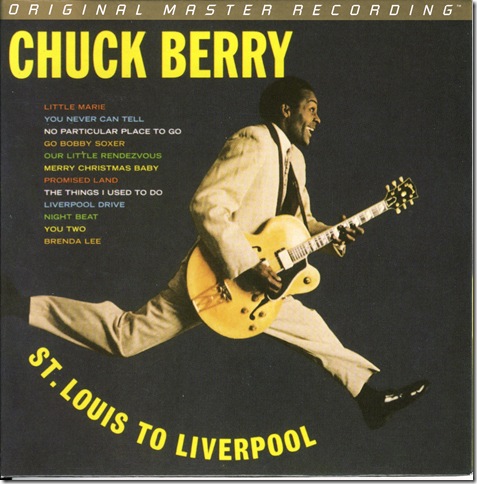 ORIGINAL MASTER RECORDING™
CHUCK BERRY
LITTLE MARIE
YOU NEVER CAN TELL
NO PARTICULAR PLACE TO GO
GO BOBBY SOXER
OUR LITTLE RENDEZVOUS
MERRY CHRISTMAS BABY
PROMISED LAND
THE THINGS I USED TO DO
LIVERPOOL DRIVE
NIGHT BEAT
YOU TWO
BRENDA LEE
ST. LOUIS TO LIVERPOOL